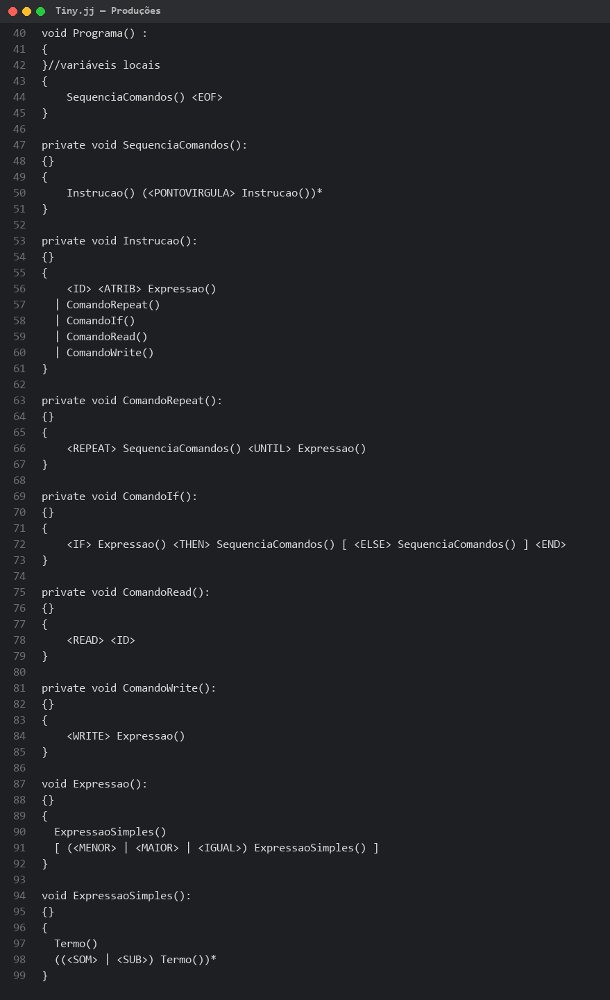 Tiny.jj — Produções
40 void Programa() :
41 {
42 }//variáveis locais
43 {
44     SequenciaComandos() <EOF>
45 }
46
47 private void SequenciaComandos():
48 {}
49 {
50     Instrucao() (<PONTOVIRGULA> Instrucao())*
51 }
52
53 private void Instrucao():
54 {}
55 {
56     <ID> <ATRIB> Expressao()
57   | ComandoRepeat()
58   | ComandoIf()
59   | ComandoRead()
60   | ComandoWrite()
61 }
62
63 private void ComandoRepeat():
64 {}
65 {
66     <REPEAT> SequenciaComandos() <UNTIL> Expressao()
67 }
68
69 private void ComandoIf():
70 {}
71 {
72     <IF> Expressao() <THEN> SequenciaComandos() [ <ELSE> SequenciaComandos() ] <END>
73 }
74
75 private void ComandoRead():
76 {}
77 {
78     <READ> <ID>
79 }
80
81 private void ComandoWrite():
82 {}
83 {
84     <WRITE> Expressao()
85 }
86
87 void Expressao():
88 {}
89 {
90   ExpressaoSimples()
91   [ (<MENOR> | <MAIOR> | <IGUAL>) ExpressaoSimples() ]
92 }
93
94 void ExpressaoSimples():
95 {}
96 {
97   Termo()
98   ((<SOM> | <SUB>) Termo())*
99 }